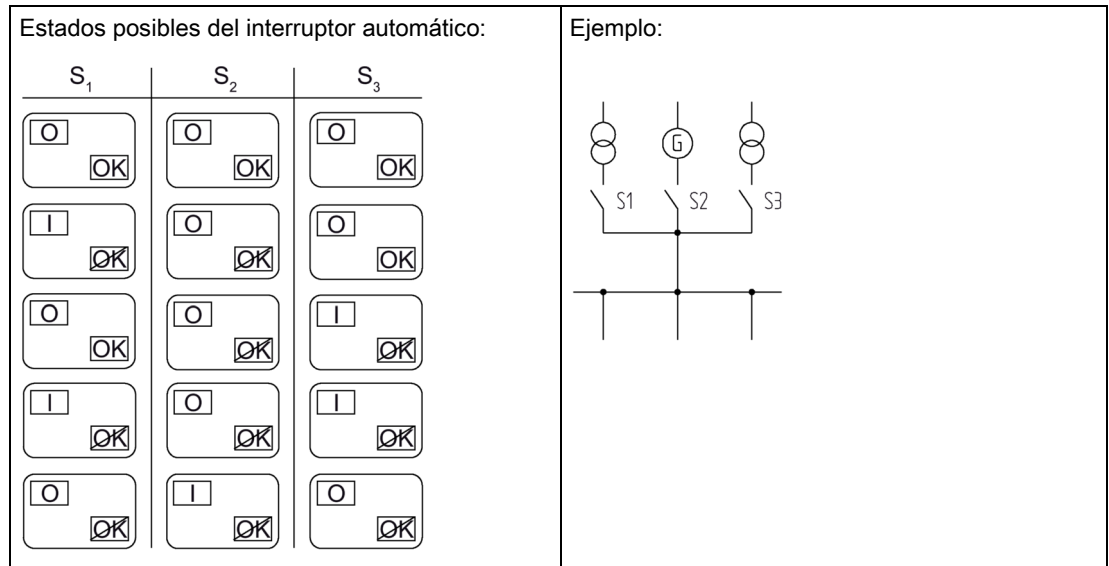 Estados posibles del interruptor automático:
S1 S2 S3
O O O
OK OK OK
I O O
OK OK OK
O O I
OK OK OK
I O I
OK OK OK
O I O
OK OK OK
Ejemplo:
G
S1 S2 S3